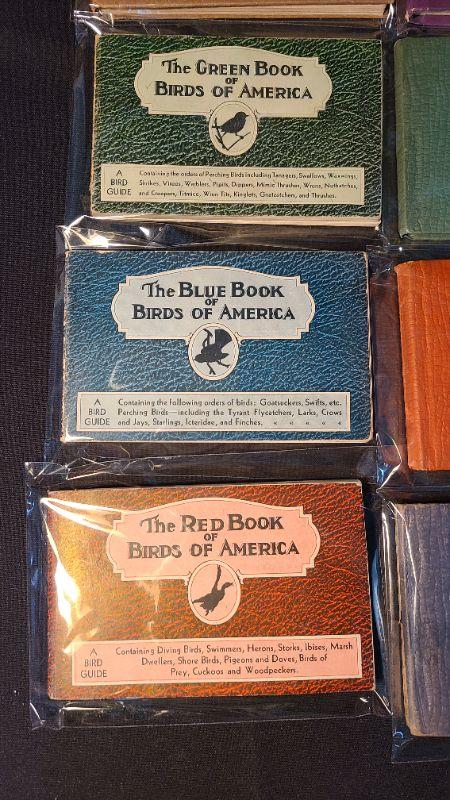 The Green Book
OF
Birds of America
A
BIRD
GUIDE
Containing the orders of Perching Birds including Tanagers, Swallows, Waxwings,
Shrikes, Vireos, Warblers, Pipits, Dippers, Mimic Thrushes, Wrens, Nuthatches,
and Creepers, Titmice, Wren Tits, Kinglets, Gnatcatchers, and Thrushes.
The Blue Book
OF
Birds of America
A
BIRD
GUIDE
Containing the following orders of birds: Goatsuckers, Swifts, etc.
Perching Birds—including the Tyrant Flycatchers, Larks, Crows
and Jays, Starlings, Icteridae, and Finches. « « « « «
The Red Book
OF
Birds of America
A
BIRD
GUIDE
Containing Diving Birds, Swimmers, Herons, Storks, Ibises, Marsh
Dwellers, Shore Birds, Pigeons and Doves, Birds of
Prey, Cuckoos and Woodpeckers.